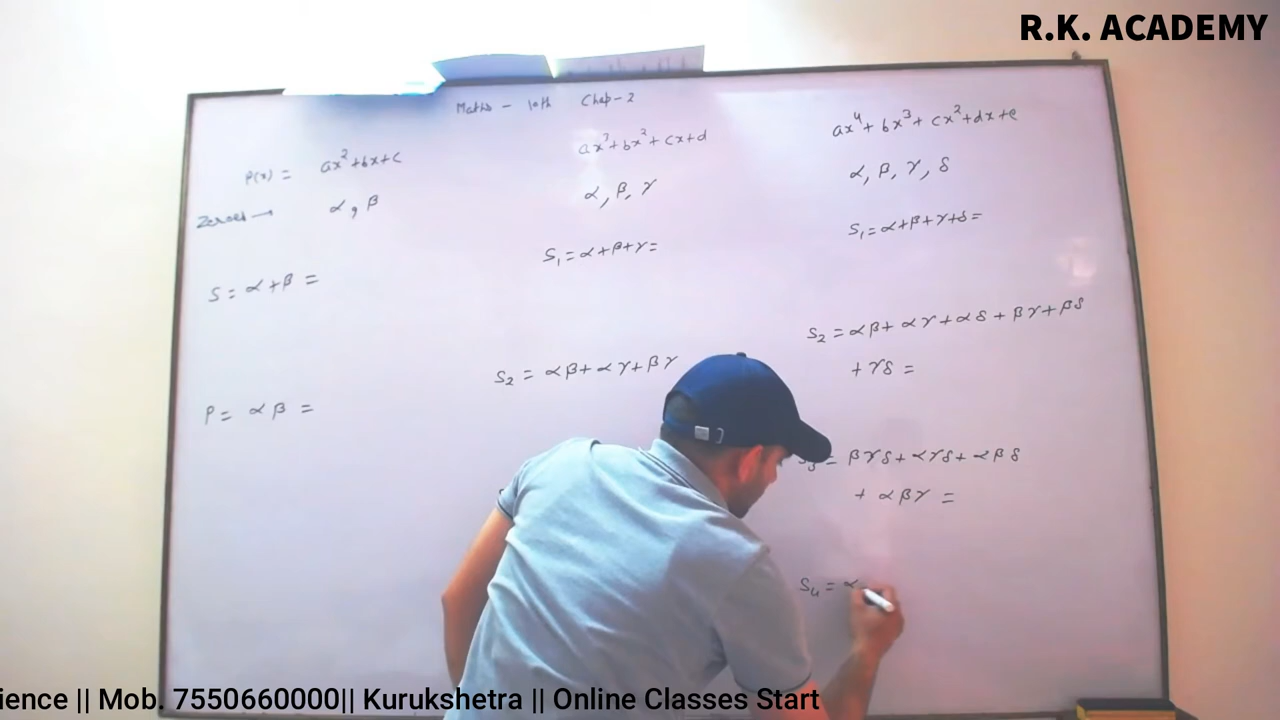 R.K. ACADEMY
Maths - 10th Chap-2
P(x) = ax²+bx+c
Zeroes → α, β
S = α+β =
P = αβ =
ax³+bx²+cx+d
α, β, γ
S₁ = α+β+γ =
S₂ = αβ+αγ+βγ
ax⁴+bx³+cx²+dx+e
α, β, γ, δ
S₁ = α+β+γ+δ =
S₂ = αβ+αγ+αδ+βγ+βδ
+γδ =
S₃ = βγδ+αγδ+αβδ
+αβγ =
S₄ = α
ience || Mob. 7550660000|| Kurukshetra || Online Classes Start